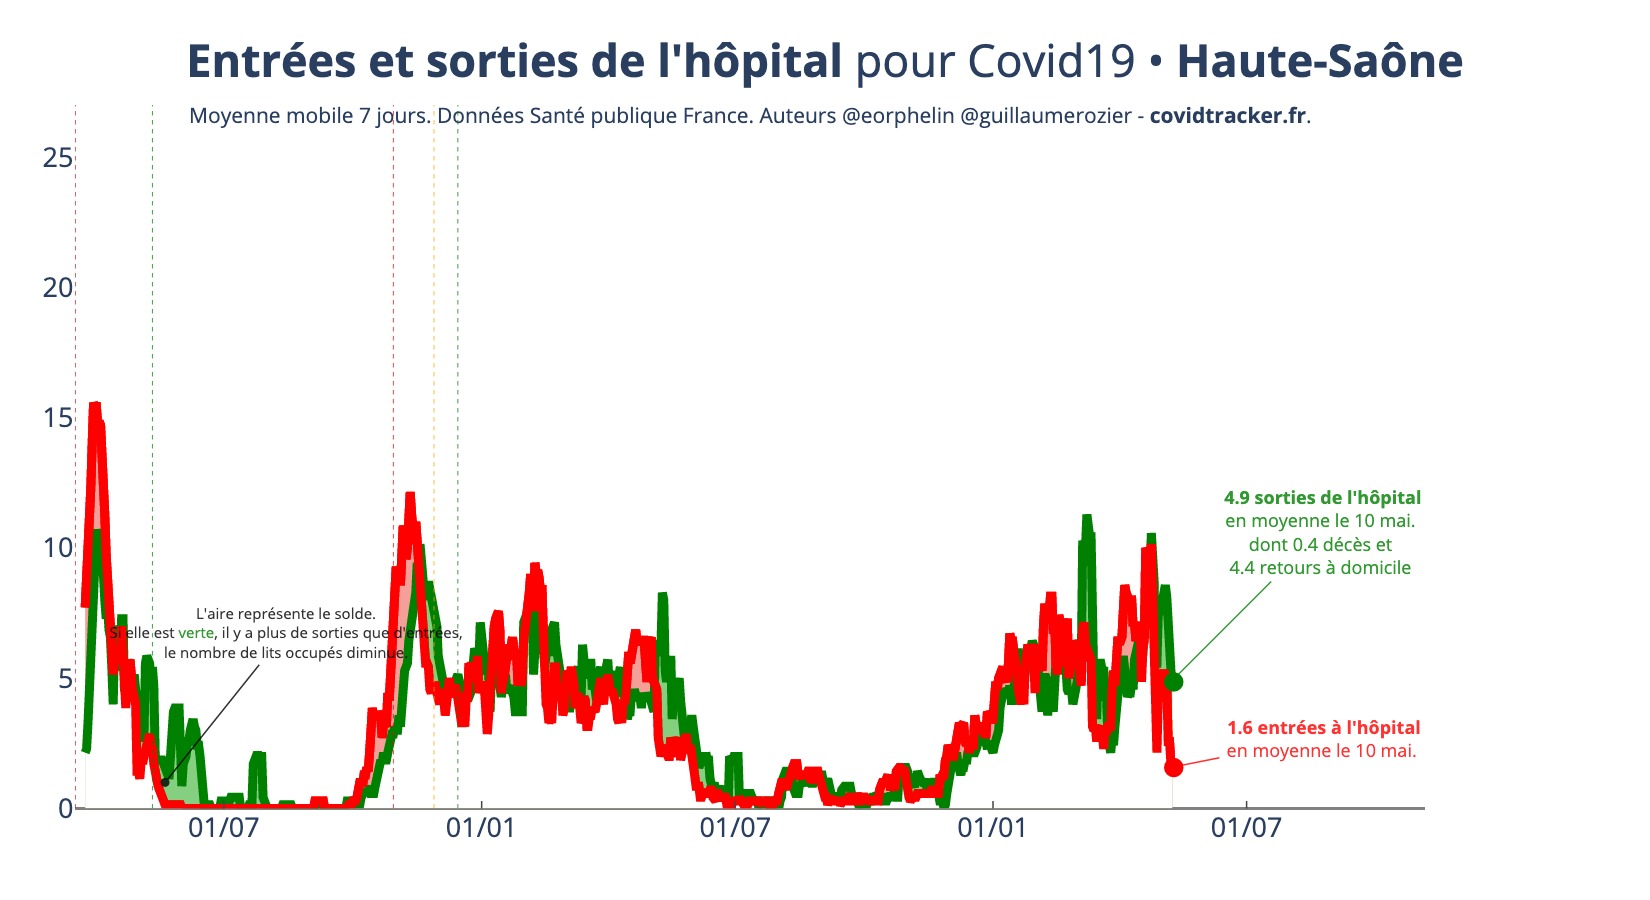 Entrées et sorties de l'hôpital pour Covid19 • Haute-Saône
Moyenne mobile 7 jours. Données Santé publique France. Auteurs @eorphelin @guillaumerozier - covidtracker.fr.
25
20
15
10
5
0
L'aire représente le solde.
Si elle est verte, il y a plus de sorties que d'entrées,
le nombre de lits occupés diminue.
4.9 sorties de l'hôpital
en moyenne le 10 mai.
dont 0.4 décès et
4.4 retours à domicile
1.6 entrées à l'hôpital
en moyenne le 10 mai.
01/07
01/01
01/07
01/01
01/07